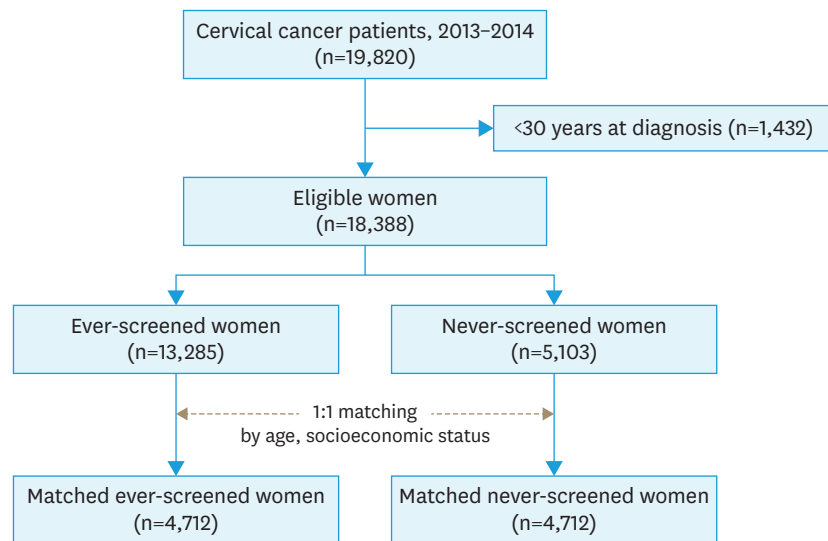 Cervical cancer patients, 2013–2014
(n=19,820)
<30 years at diagnosis (n=1,432)
Eligible women
(n=18,388)
Ever-screened women
(n=13,285)
Never-screened women
(n=5,103)
1:1 matching
by age, socioeconomic status
Matched ever-screened women
(n=4,712)
Matched never-screened women
(n=4,712)